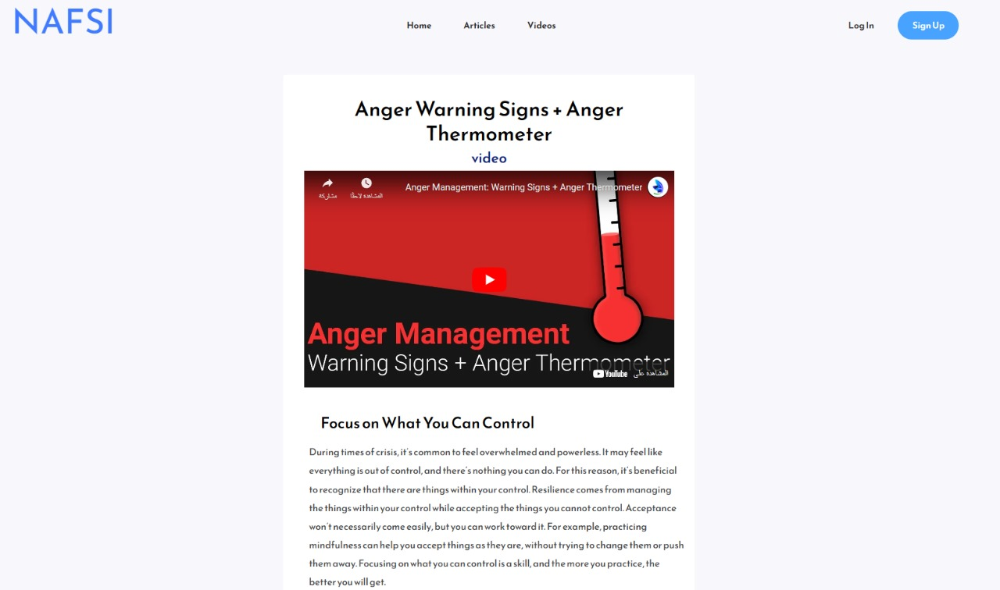 NAFSI
Home
Articles
Videos
Log In
Sign Up
Anger Warning Signs + Anger
Thermometer
video
مشاركة
المشاهدة لاحقًا
Anger Management: Warning Signs + Anger Thermometer
Anger Management
Warning Signs + Anger Thermometer
YouTube
المشاهدة على
Focus on What You Can Control
During times of crisis, it's common to feel overwhelmed and powerless. It may feel like
everything is out of control, and there's nothing you can do. For this reason, it's beneficial
to recognize that there are things within your control. Resilience comes from managing
the things within your control while accepting the things you cannot control. Acceptance
won't necessarily come easily, but you can work toward it. For example, practicing
mindfulness can help you accept things as they are, without trying to change them or push
them away. Focusing on what you can control is a skill, and the more you practice, the
better you will get.